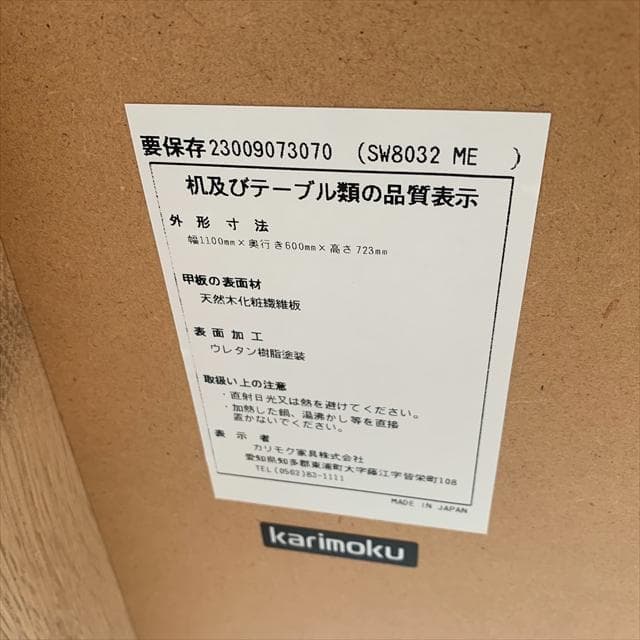 要保存23009073070 (SW8032 ME )
机及びテーブル類の品質表示
外形寸法
幅1100mm×奥行き600mm×高さ723mm
甲板の表面材
天然木化粧繊維板
表面加工
ウレタン樹脂塗装
取扱い上の注意
・直射日光又は熱を避けてください。
・加熱した鍋、湯沸かし等を直接
置かないでください。
表示者
カリモク家具株式会社
愛知県知多郡東浦町大字藤江字皆栄町108
TEL(0562)83-1111
MADE IN JAPAN
karimoku